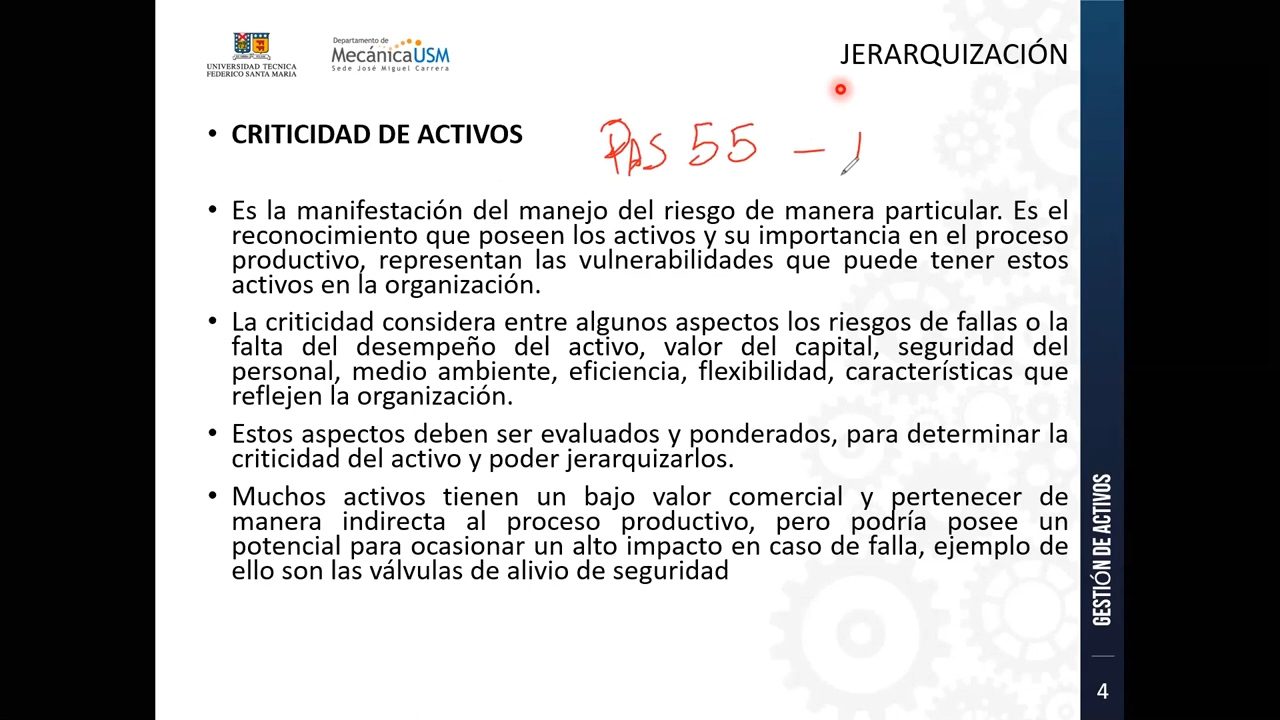 UNIVERSIDAD TECNICA
FEDERICO SANTA MARIA
Departamento de
MecánicaUSM
Sede José Miguel Carrera
JERARQUIZACIÓN
• CRITICIDAD DE ACTIVOS
PAS 55 - 1
• Es la manifestación del manejo del riesgo de manera particular. Es el
reconocimiento que poseen los activos y su importancia en el proceso
productivo, representan las vulnerabilidades que puede tener estos
activos en la organización.
• La criticidad considera entre algunos aspectos los riesgos de fallas o la
falta del desempeño del activo, valor del capital, seguridad del
personal, medio ambiente, eficiencia, flexibilidad, características que
reflejen la organización.
• Estos aspectos deben ser evaluados y ponderados, para determinar la
criticidad del activo y poder jerarquizarlos.
• Muchos activos tienen un bajo valor comercial y pertenecer de
manera indirecta al proceso productivo, pero podría posee un
potencial para ocasionar un alto impacto en caso de falla, ejemplo de
ello son las válvulas de alivio de seguridad
GESTIÓN DE ACTIVOS
4